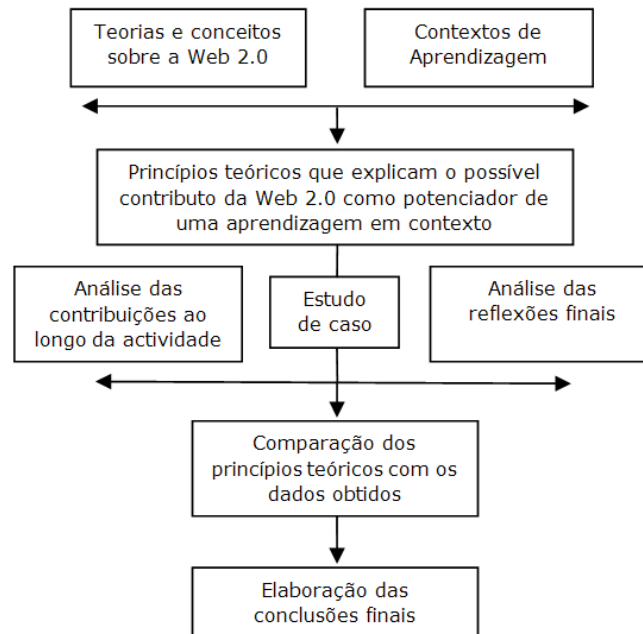 Teorias e conceitos
sobre a Web 2.0
Contextos de
Aprendizagem
Princípios teóricos que explicam o possível
contributo da Web 2.0 como potenciador de
uma aprendizagem em contexto
Análise das
contribuições ao
longo da actividade
Estudo
de caso
Análise das
reflexões finais
Comparação dos
princípios teóricos com os
dados obtidos
Elaboração das
conclusões finais